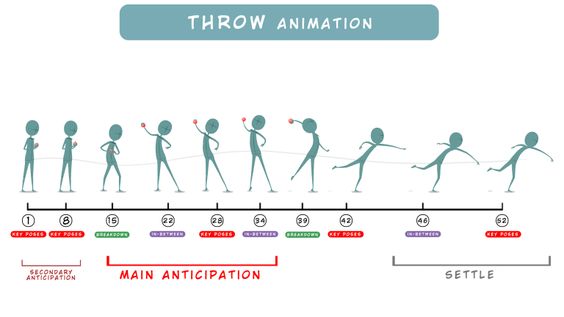 THROW ANIMATION
1 8 15 22 28 34 39 42 46 52
KEY POSES KEY POSES BREAKDOWN IN-BETWEEN KEY POSES IN-BETWEEN BREAKDOWN KEY POSES IN-BETWEEN KEY POSES
SECONDARY
ANTICIPATION
MAIN ANTICIPATION
SETTLE